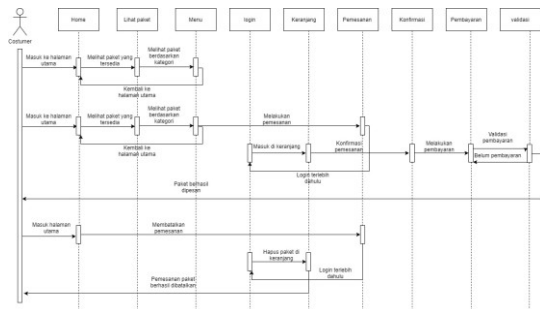 Home
Lihat paket
Menu
login
Keranjang
Pemesanan
Konfirmasi
Pembayaran
validasi
Costumer
Masuk ke halaman
utama
Melihat paket yang
tersedia
Melihat paket
berdasarkan
kategori
Kembali ke
halaman utama
Masuk ke halaman
utama
Melihat paket yang
tersedia
Melihat paket
berdasarkan
kategori
Kembali ke
halaman utama
Melakukan
pemesanan
Masuk di keranjang
Konfirmasi
pemesanan
Melakukan
pembayaran
Validasi
pembayaran
Belum pembayaran
Login terlebih
dahulu
Paket berhasil
dipesan
Masuk halaman
utama
Membatalkan
pemesanan
Hapus paket di
keranjang
Login terlebih
dahulu
Pemesanan paket
berhasil dibatalkan